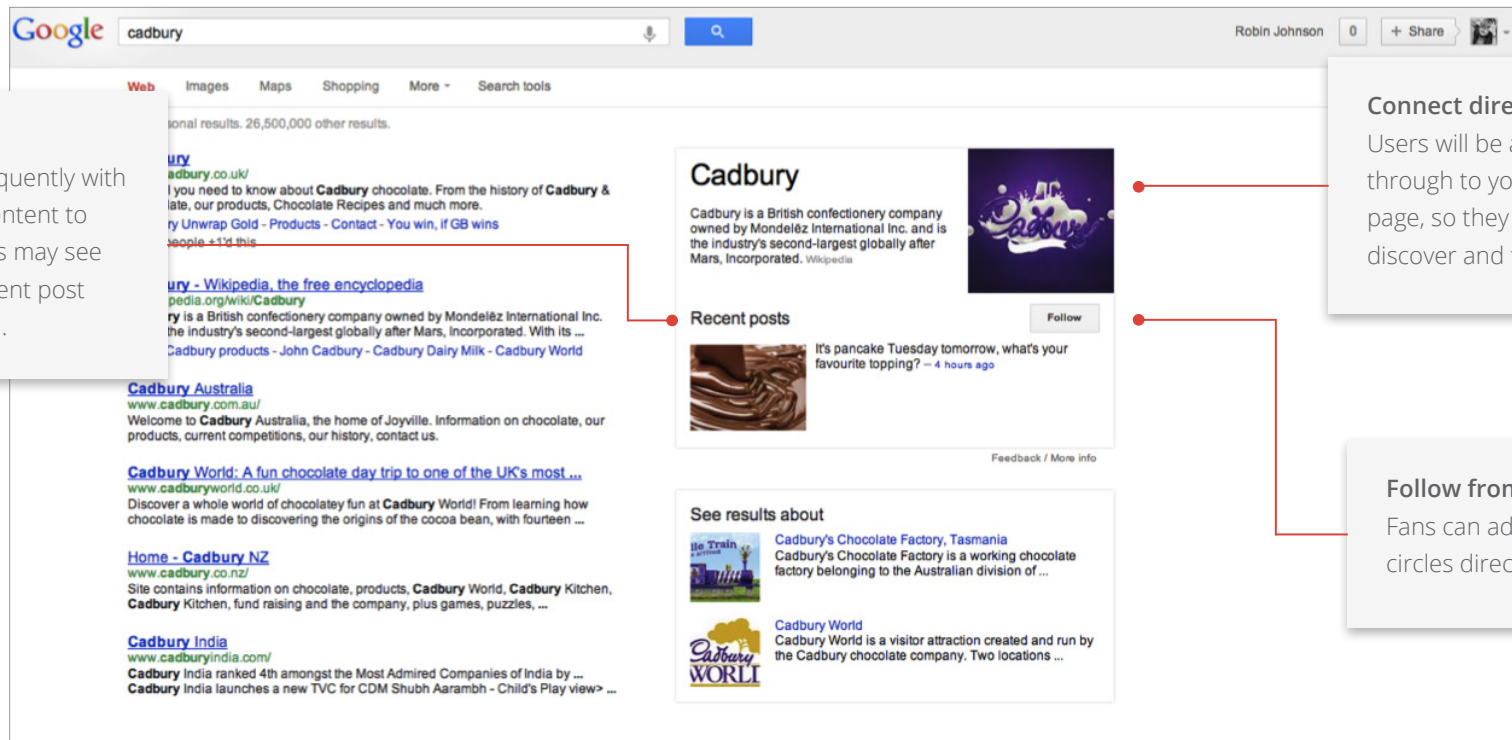 Google
cadbury
Robin Johnson 0 + Share
Web Images Maps Shopping More Search tools
sonal results. 26,500,000 other results.
quently with
ntent to
s may see
ent post
.
ury
adbury.co.uk/
l you need to know about Cadbury chocolate. From the history of Cadbury &
late, our products, Chocolate Recipes and much more.
ry Unwrap Gold - Products - Contact - You win, if GB wins
people +1'd this
ury - Wikipedia, the free encyclopedia
pedia.org/wiki/Cadbury
ry is a British confectionery company owned by Mondelēz International Inc.
the industry's second-largest globally after Mars, Incorporated. With its ...
Cadbury products - John Cadbury - Cadbury Dairy Milk - Cadbury World
Cadbury Australia
www.cadbury.com.au/
Welcome to Cadbury Australia, the home of Joyville. Information on chocolate, our
products, current competitions, our history, contact us.
Cadbury World: A fun chocolate day trip to one of the UK's most ...
www.cadburyworld.co.uk/
Discover a whole world of chocolatey fun at Cadbury World! From learning how
chocolate is made to discovering the origins of the cocoa bean, with fourteen ...
Home - Cadbury NZ
www.cadbury.co.nz/
Site contains information on chocolate, products, Cadbury World, Cadbury Kitchen,
Cadbury Kitchen, fund raising and the company, plus games, puzzles, ...
Cadbury India
www.cadburyindia.com/
Cadbury India ranked 4th amongst the Most Admired Companies of India by ...
Cadbury India launches a new TVC for CDM Shubh Aarambh - Child's Play view> ...
Cadbury
Cadbury is a British confectionery company
owned by Mondelēz International Inc. and is
the industry's second-largest globally after
Mars, Incorporated. Wikipedia
Cadbury
Recent posts
Follow
It's pancake Tuesday tomorrow, what's your
favourite topping? – 4 hours ago
Feedback / More info
See results about
lle Train
Cadbury's Chocolate Factory, Tasmania
Cadbury's Chocolate Factory is a working chocolate
factory belonging to the Australian division of ...
Cadbury
WORLD
Cadbury World
Cadbury World is a visitor attraction created and run by
the Cadbury chocolate company. Two locations ...
Connect dire
Users will be a
through to yo
page, so they
discover and
Follow from
Fans can ad
circles direc